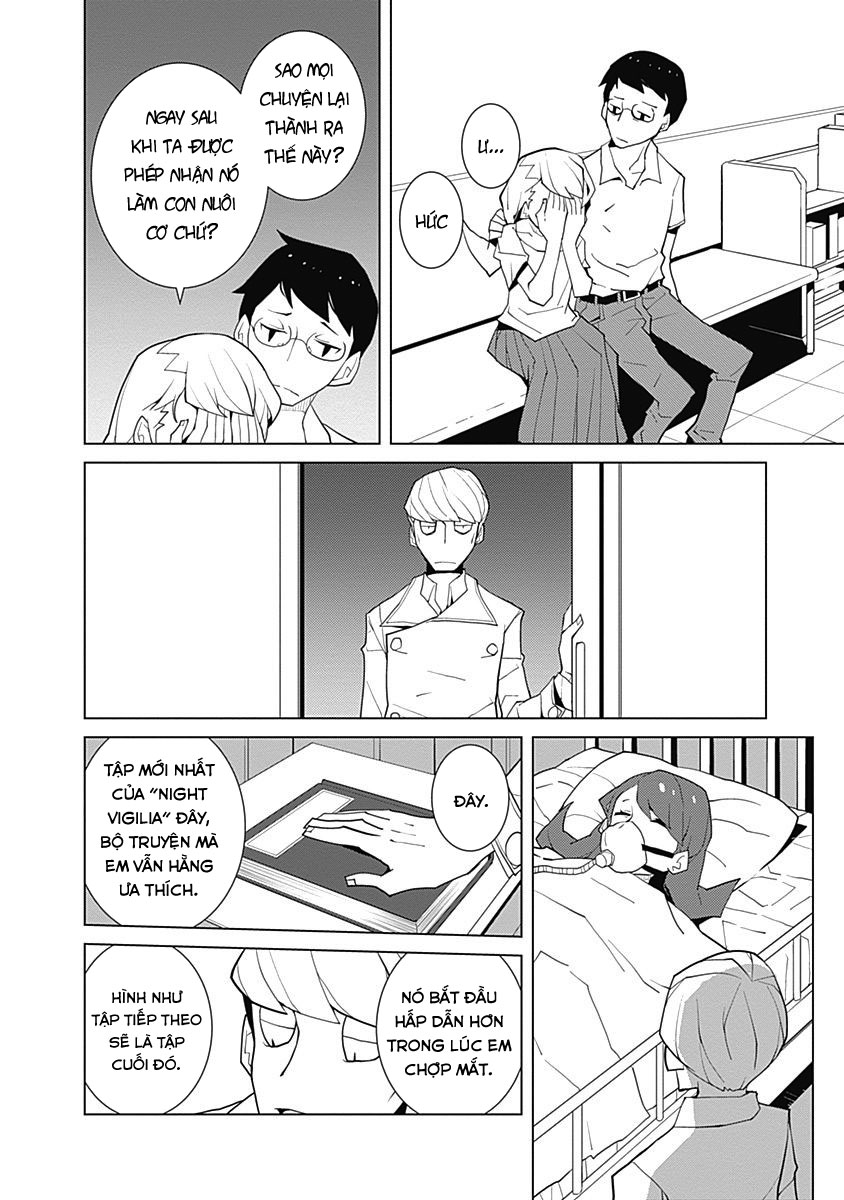 Ư...
HỨC
SAO MỌI
CHUYỆN LẠI
THÀNH RA
THẾ NÀY?
NGAY SAU
KHI TA ĐƯỢC
PHÉP NHẬN NÓ
LÀM CON NUÔI
CƠ CHỨ?
ĐÂY.
TẬP MỚI NHẤT
CỦA "NIGHT
VIGILIA" ĐÂY,
BỘ TRUYỆN MÀ
EM VẪN HẰNG
ƯA THÍCH.
NÓ BẮT ĐẦU
HẤP DẪN HƠN
TRONG LÚC EM
CHỢP MẮT.
HÌNH NHƯ
TẬP TIẾP THEO
SẼ LÀ TẬP
CUỐI ĐÓ.